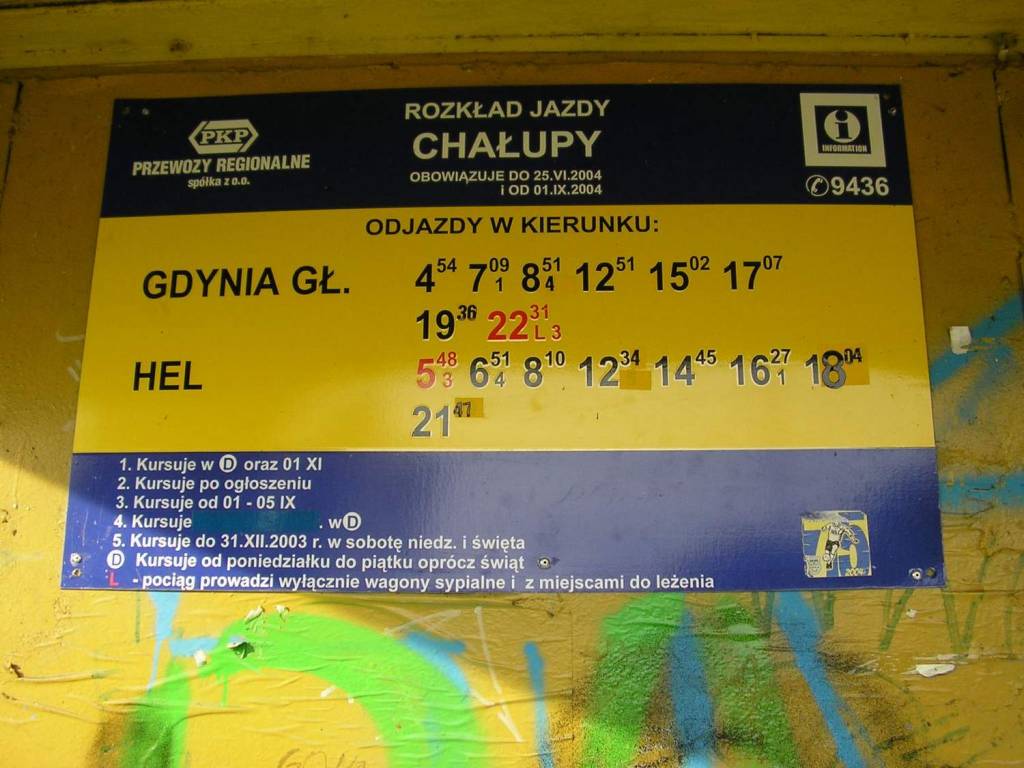 PKP
PRZEWOZY REGIONALNE
spółka z o.o.
ROZKŁAD JAZDY
CHAŁUPY
OBOWIĄZUJE DO 25.VI.2004
I OD 01.IX.2004
i
INFORMATION
✆9436
ODJAZDY W KIERUNKU:
GDYNIA GŁ. 4 54 7 09 1 8 51 4 12 51 15 02 17 07
19 36 22 31 L 3
HEL 5 48 3 6 51 4 8 10 12 34 14 45 16 27 1 18 04
21 47
1. Kursuje w D oraz 01 XI
2. Kursuje po ogłoszeniu
3. Kursuje od 01 - 05 IX
4. Kursuje . w D
5. Kursuje do 31.XII.2003 r. w sobotę niedz. i święta
D Kursuje od poniedziałku do piątku oprócz świąt
L - pociąg prowadzi wyłącznie wagony sypialne i z miejscami do leżenia
2004